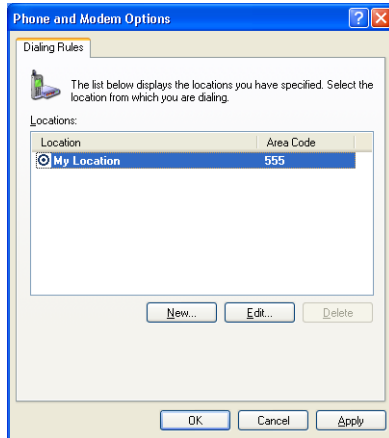 Phone and Modem Options
Dialing Rules
The list below displays the locations you have specified. Select the
location from which you are dialing.
Locations:
Location Area Code
My Location 555
New... Edit... Delete
OK Cancel Apply